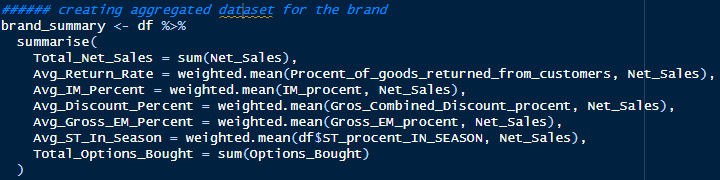 ###### creating aggregated dataset for the brand
brand_summary <- df %>%
summarise(
Total_Net_Sales = sum(Net_Sales),
Avg_Return_Rate = weighted.mean(Procent_of_goods_returned_from_customers, Net_Sales),
Avg_IM_Percent = weighted.mean(IM_procent, Net_Sales),
Avg_Discount_Percent = weighted.mean(Gros_Combined_Discount_procent, Net_Sales),
Avg_Gross_EM_Percent = weighted.mean(Gross_EM_procent, Net_Sales),
Avg_ST_In_Season = weighted.mean(df$ST_procent_IN_SEASON, Net_Sales),
Total_Options_Bought = sum(Options_Bought)
)